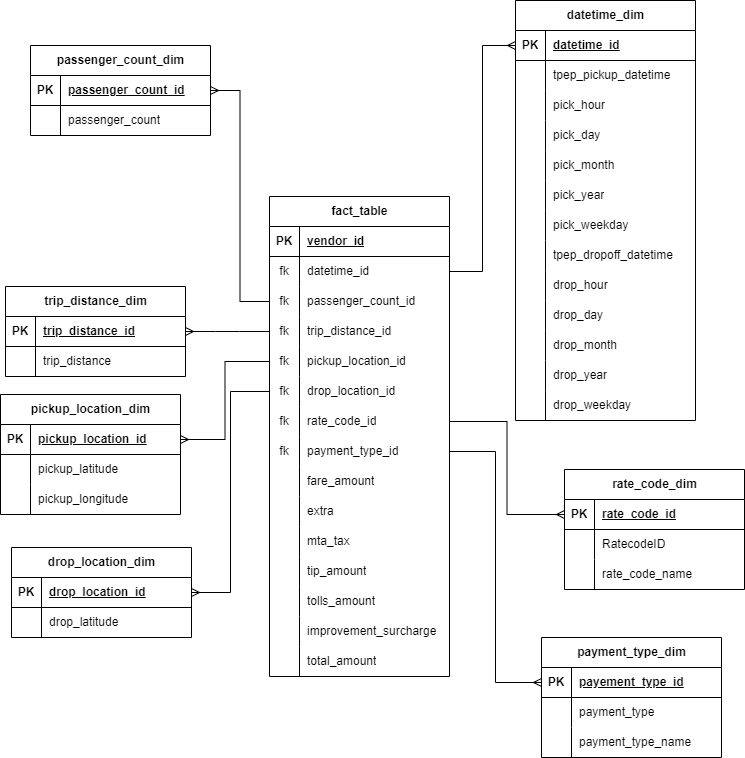 passenger_count_dim
PK passenger_count_id
passenger_count
trip_distance_dim
PK trip_distance_id
trip_distance
pickup_location_dim
PK pickup_location_id
pickup_latitude
pickup_longitude
drop_location_dim
PK drop_location_id
drop_latitude
fact_table
PK vendor_id
fk datetime_id
fk passenger_count_id
fk trip_distance_id
fk pickup_location_id
fk drop_location_id
fk rate_code_id
fk payment_type_id
fare_amount
extra
mta_tax
tip_amount
tolls_amount
improvement_surcharge
total_amount
datetime_dim
PK datetime_id
tpep_pickup_datetime
pick_hour
pick_day
pick_month
pick_year
pick_weekday
tpep_dropoff_datetime
drop_hour
drop_day
drop_month
drop_year
drop_weekday
rate_code_dim
PK rate_code_id
RatecodeID
rate_code_name
payment_type_dim
PK payement_type_id
payment_type
payment_type_name